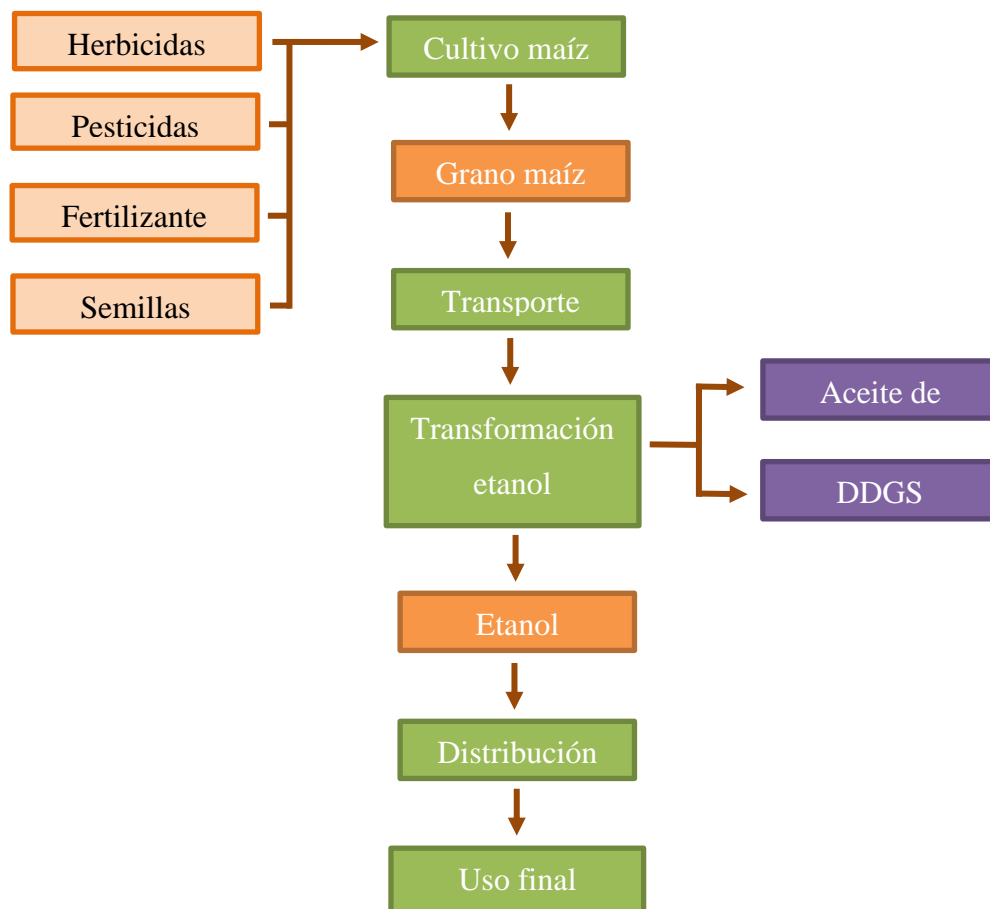 Herbicidas
Pesticidas
Fertilizante
Semillas
Cultivo maíz
Grano maíz
Transporte
Transformación
etanol
Aceite de
DDGS
Etanol
Distribución
Uso final